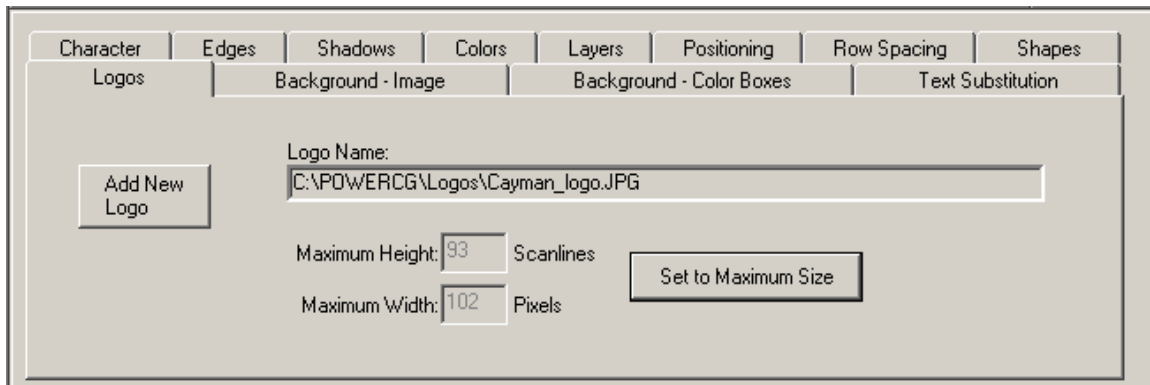 Character Edges Shadows Colors Layers Positioning Row Spacing Shapes
Logos Background - Image Background - Color Boxes Text Substitution
Logo Name:
Add New
Logo
C:\POWERCG\Logos\Cayman_logo.JPG
Maximum Height: 93 Scanlines
Set to Maximum Size
Maximum Width: 102 Pixels